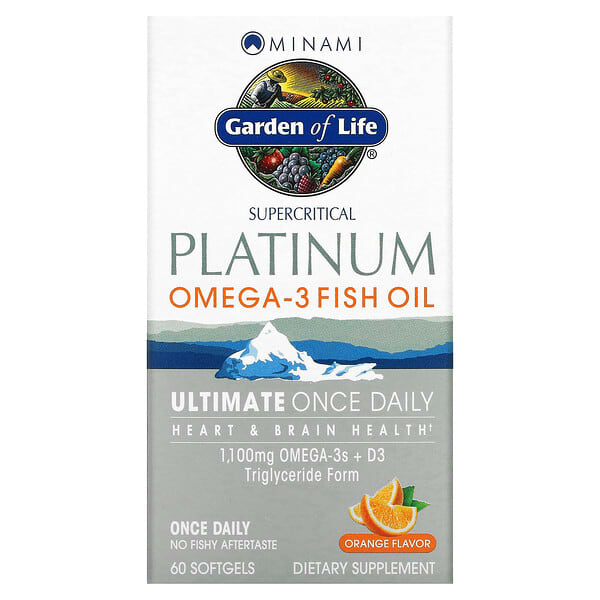 MINAMI
Garden of Life®
SUPERCRITICAL
PLATINUM
OMEGA-3 FISH OIL
ULTIMATE ONCE DAILY
HEART & BRAIN HEALTH†
1,100mg OMEGA-3s + D3
Triglyceride Form
ONCE DAILY
NO FISHY AFTERTASTE
ORANGE FLAVOR
60 SOFTGELS
DIETARY SUPPLEMENT